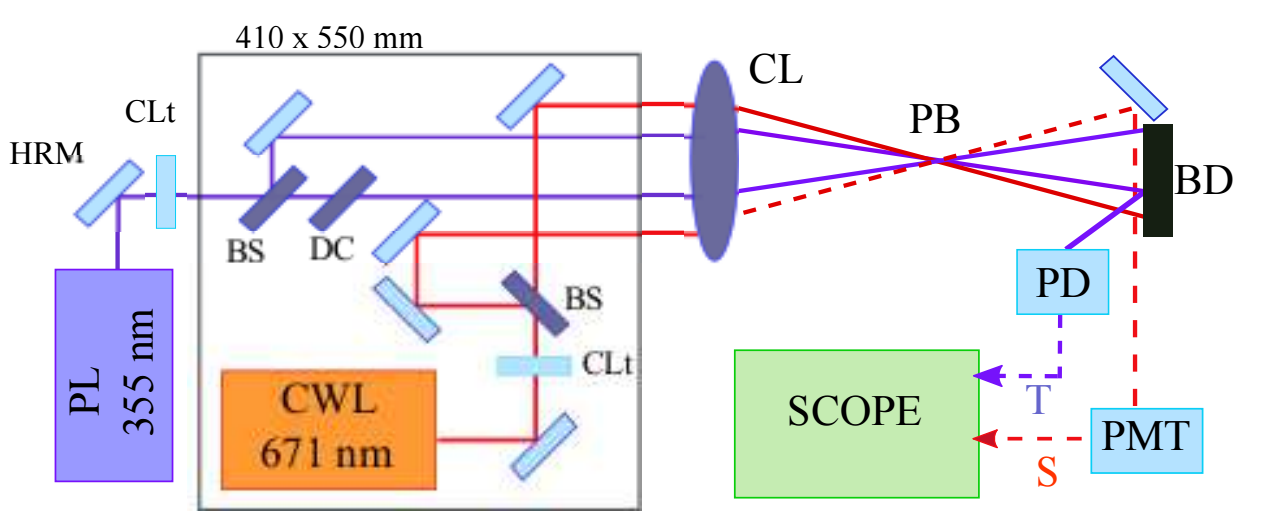 410 x 550 mm
CL
CLt
PB
HRM
BD
BS
DC
PD
BS
PL
355 nm
CLt
CWL
671 nm
SCOPE
T
PMT
S